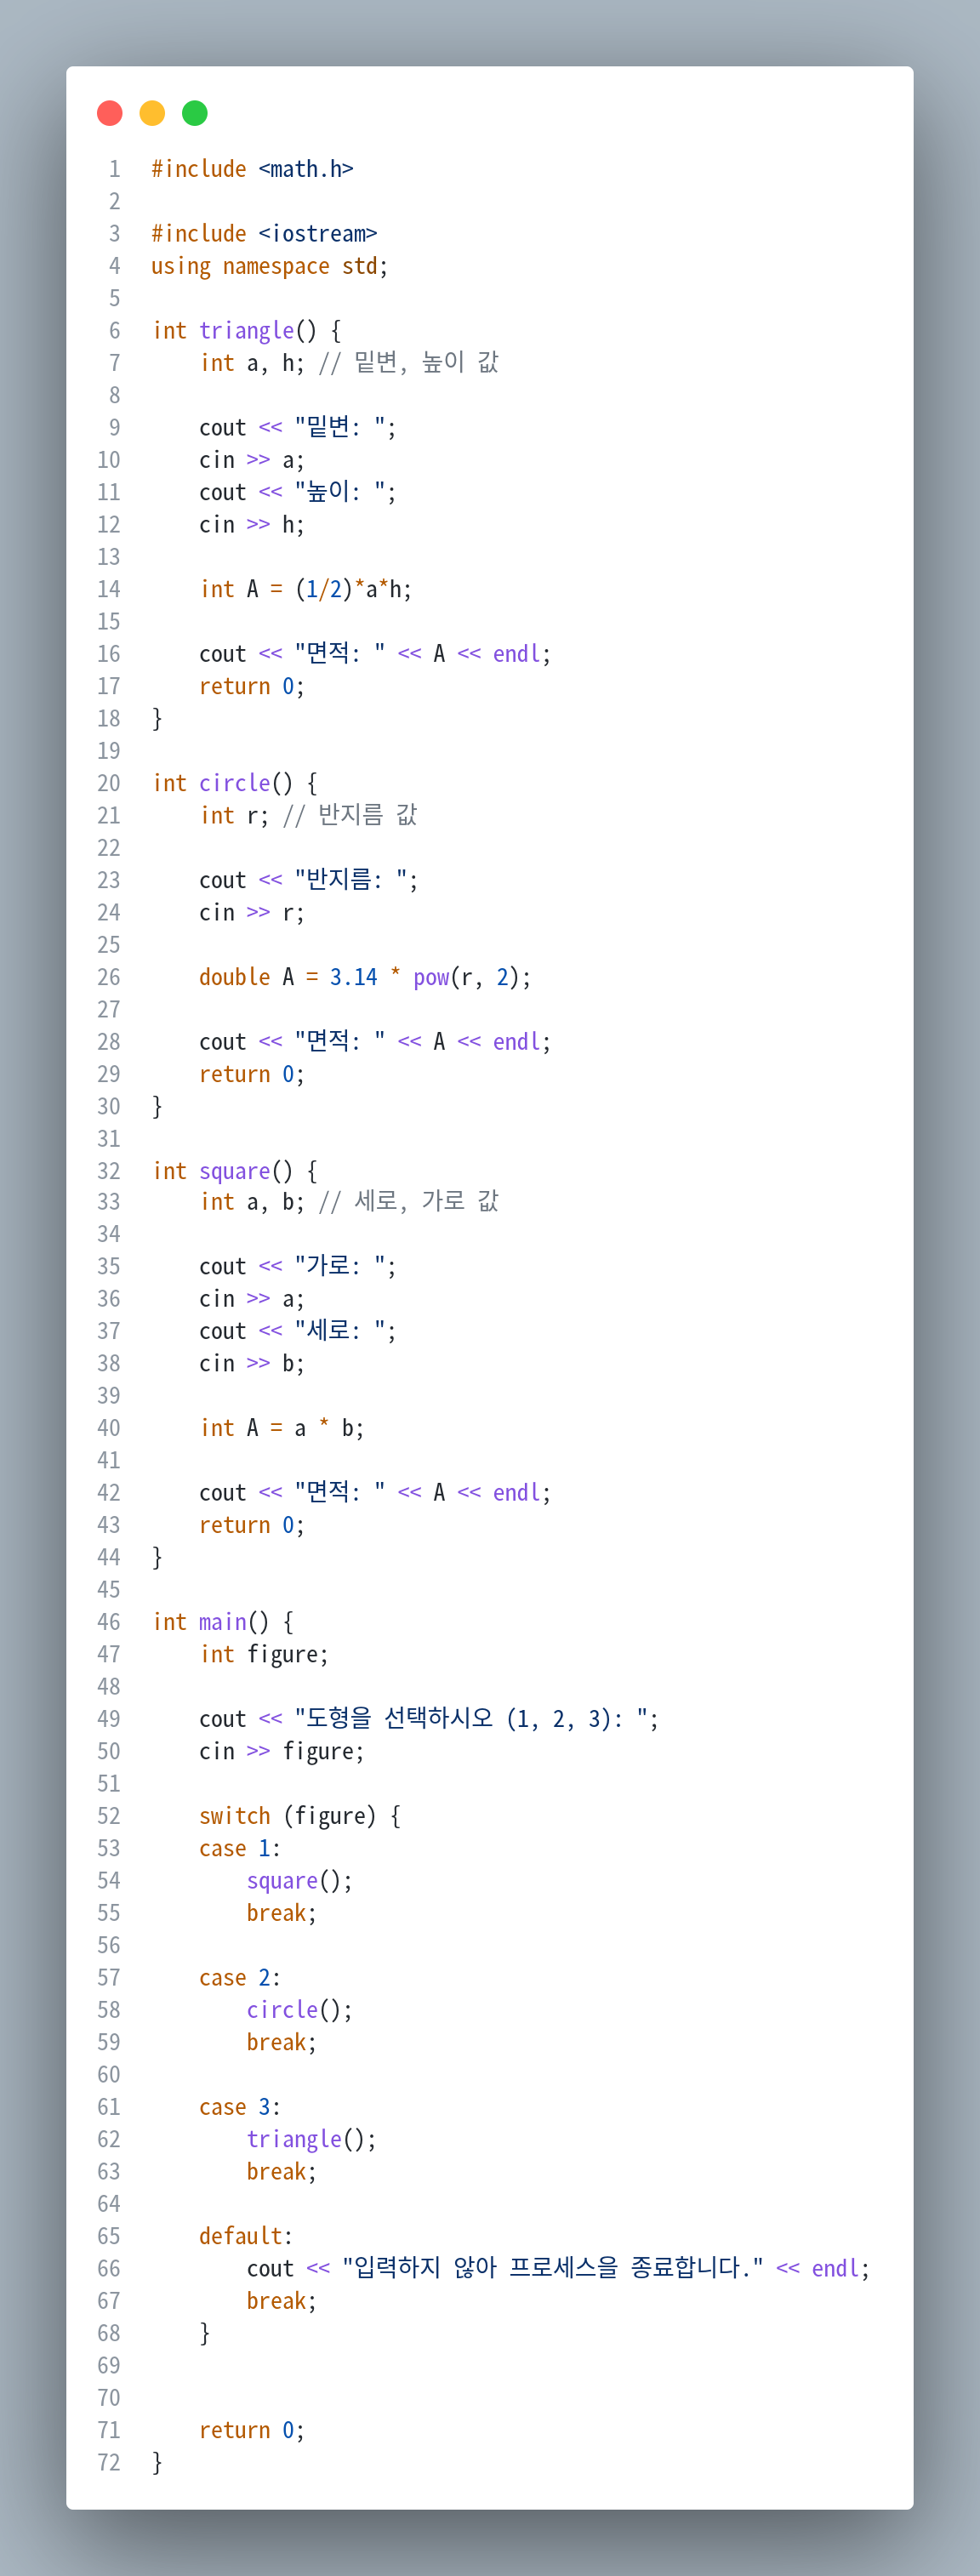 1 #include <math.h>
2
3 #include <iostream>
4 using namespace std;
5
6 int triangle() {
7     int a, h; // 밑변, 높이 값
8
9     cout << "밑변: ";
10     cin >> a;
11     cout << "높이: ";
12     cin >> h;
13
14     int A = (1/2)*a*h;
15
16     cout << "면적: " << A << endl;
17     return 0;
18 }
19
20 int circle() {
21     int r; // 반지름 값
22
23     cout << "반지름: ";
24     cin >> r;
25
26     double A = 3.14 * pow(r, 2);
27
28     cout << "면적: " << A << endl;
29     return 0;
30 }
31
32 int square() {
33     int a, b; // 세로, 가로 값
34
35     cout << "가로: ";
36     cin >> a;
37     cout << "세로: ";
38     cin >> b;
39
40     int A = a * b;
41
42     cout << "면적: " << A << endl;
43     return 0;
44 }
45
46 int main() {
47     int figure;
48
49     cout << "도형을 선택하시오 (1, 2, 3): ";
50     cin >> figure;
51
52     switch (figure) {
53     case 1:
54         square();
55         break;
56
57     case 2:
58         circle();
59         break;
60
61     case 3:
62         triangle();
63         break;
64
65     default:
66         cout << "입력하지 않아 프로세스을 종료합니다." << endl;
67         break;
68     }
69
70
71     return 0;
72 }